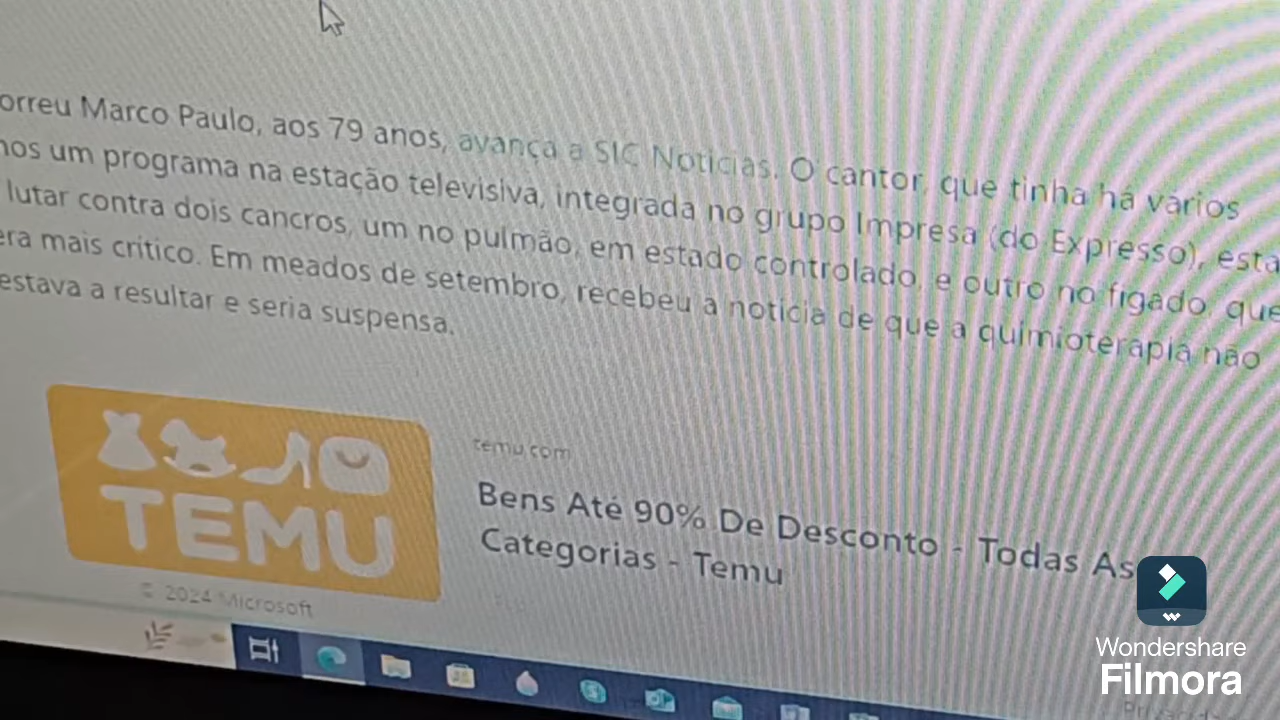 orreu Marco Paulo, aos 79 anos, avança a SIC Notícias. O cantor, que tinha há vários
nos um programa na estação televisiva, integrada no grupo Impresa (do Expresso), esta
lutar contra dois cancros, um no pulmão, em estado controlado, e outro no fígado, que
era mais crítico. Em meados de setembro, recebeu a notícia de que a quimioterapia não
estava a resultar e seria suspensa.
TEMU
temu.com
Bens Até 90% De Desconto - Todas As
Categorias - Temu
© 2024 Microsoft
Wondershare
Filmora